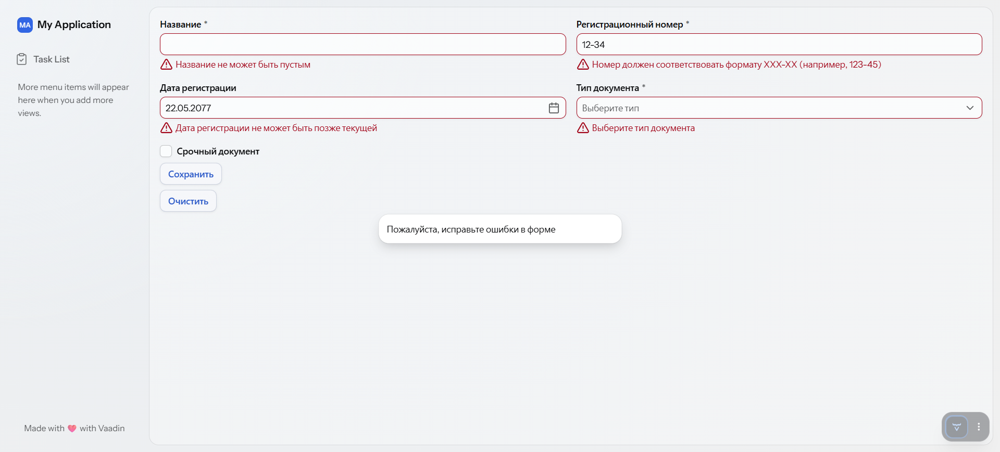 MA My Application
Task List
More menu items will appear
here when you add more
views.
Made with with Vaadin
Название *
Название не может быть пустым
Регистрационный номер *
12-34
Номер должен соответствовать формату XXX-XX (например, 123-45)
Дата регистрации
22.05.2077
Дата регистрации не может быть позже текущей
Тип документа *
Выберите тип
Выберите тип документа
Срочный документ
Сохранить
Очистить
Пожалуйста, исправьте ошибки в форме